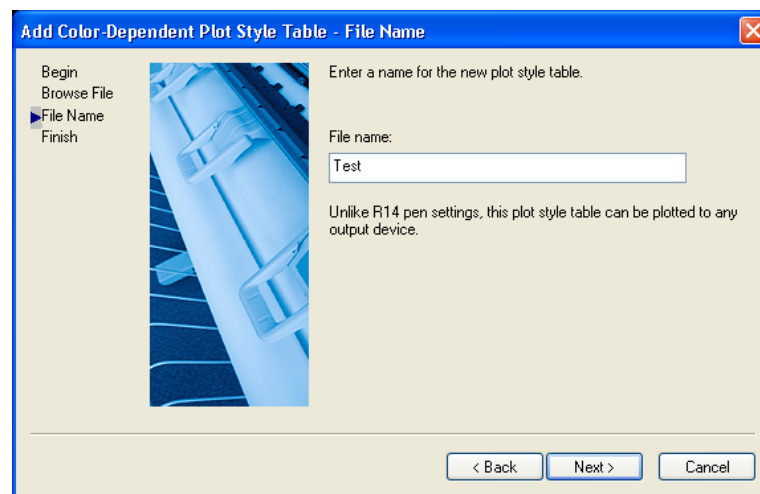 Add Color-Dependent Plot Style Table - File Name
Begin
Browse File
File Name
Finish
Enter a name for the new plot style table.
File name:
Test
Unlike R14 pen settings, this plot style table can be plotted to any
output device.
< Back
Next >
Cancel